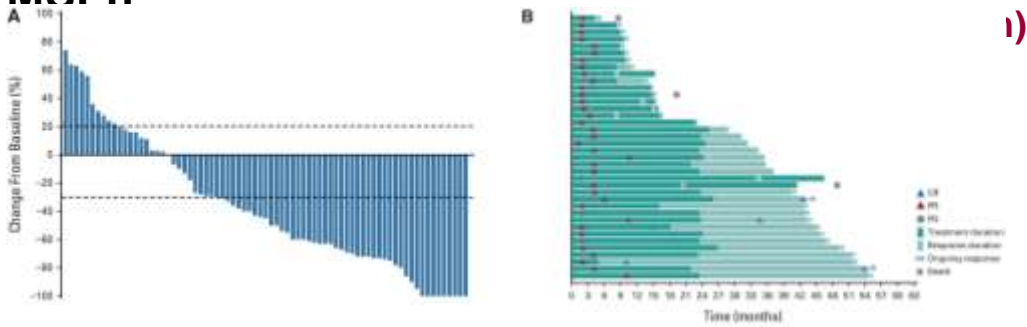 A
B
Change From Baseline (%)
100
80
60
40
20
0
−20
−40
−60
−80
−100
0 3 6 9 12 15 18 21 24 27 30 33 36 39 42 45 48 51 54 57 60 63
Time (months)
CR
PR
PD
Treatment duration
Response duration
Ongoing response
Death